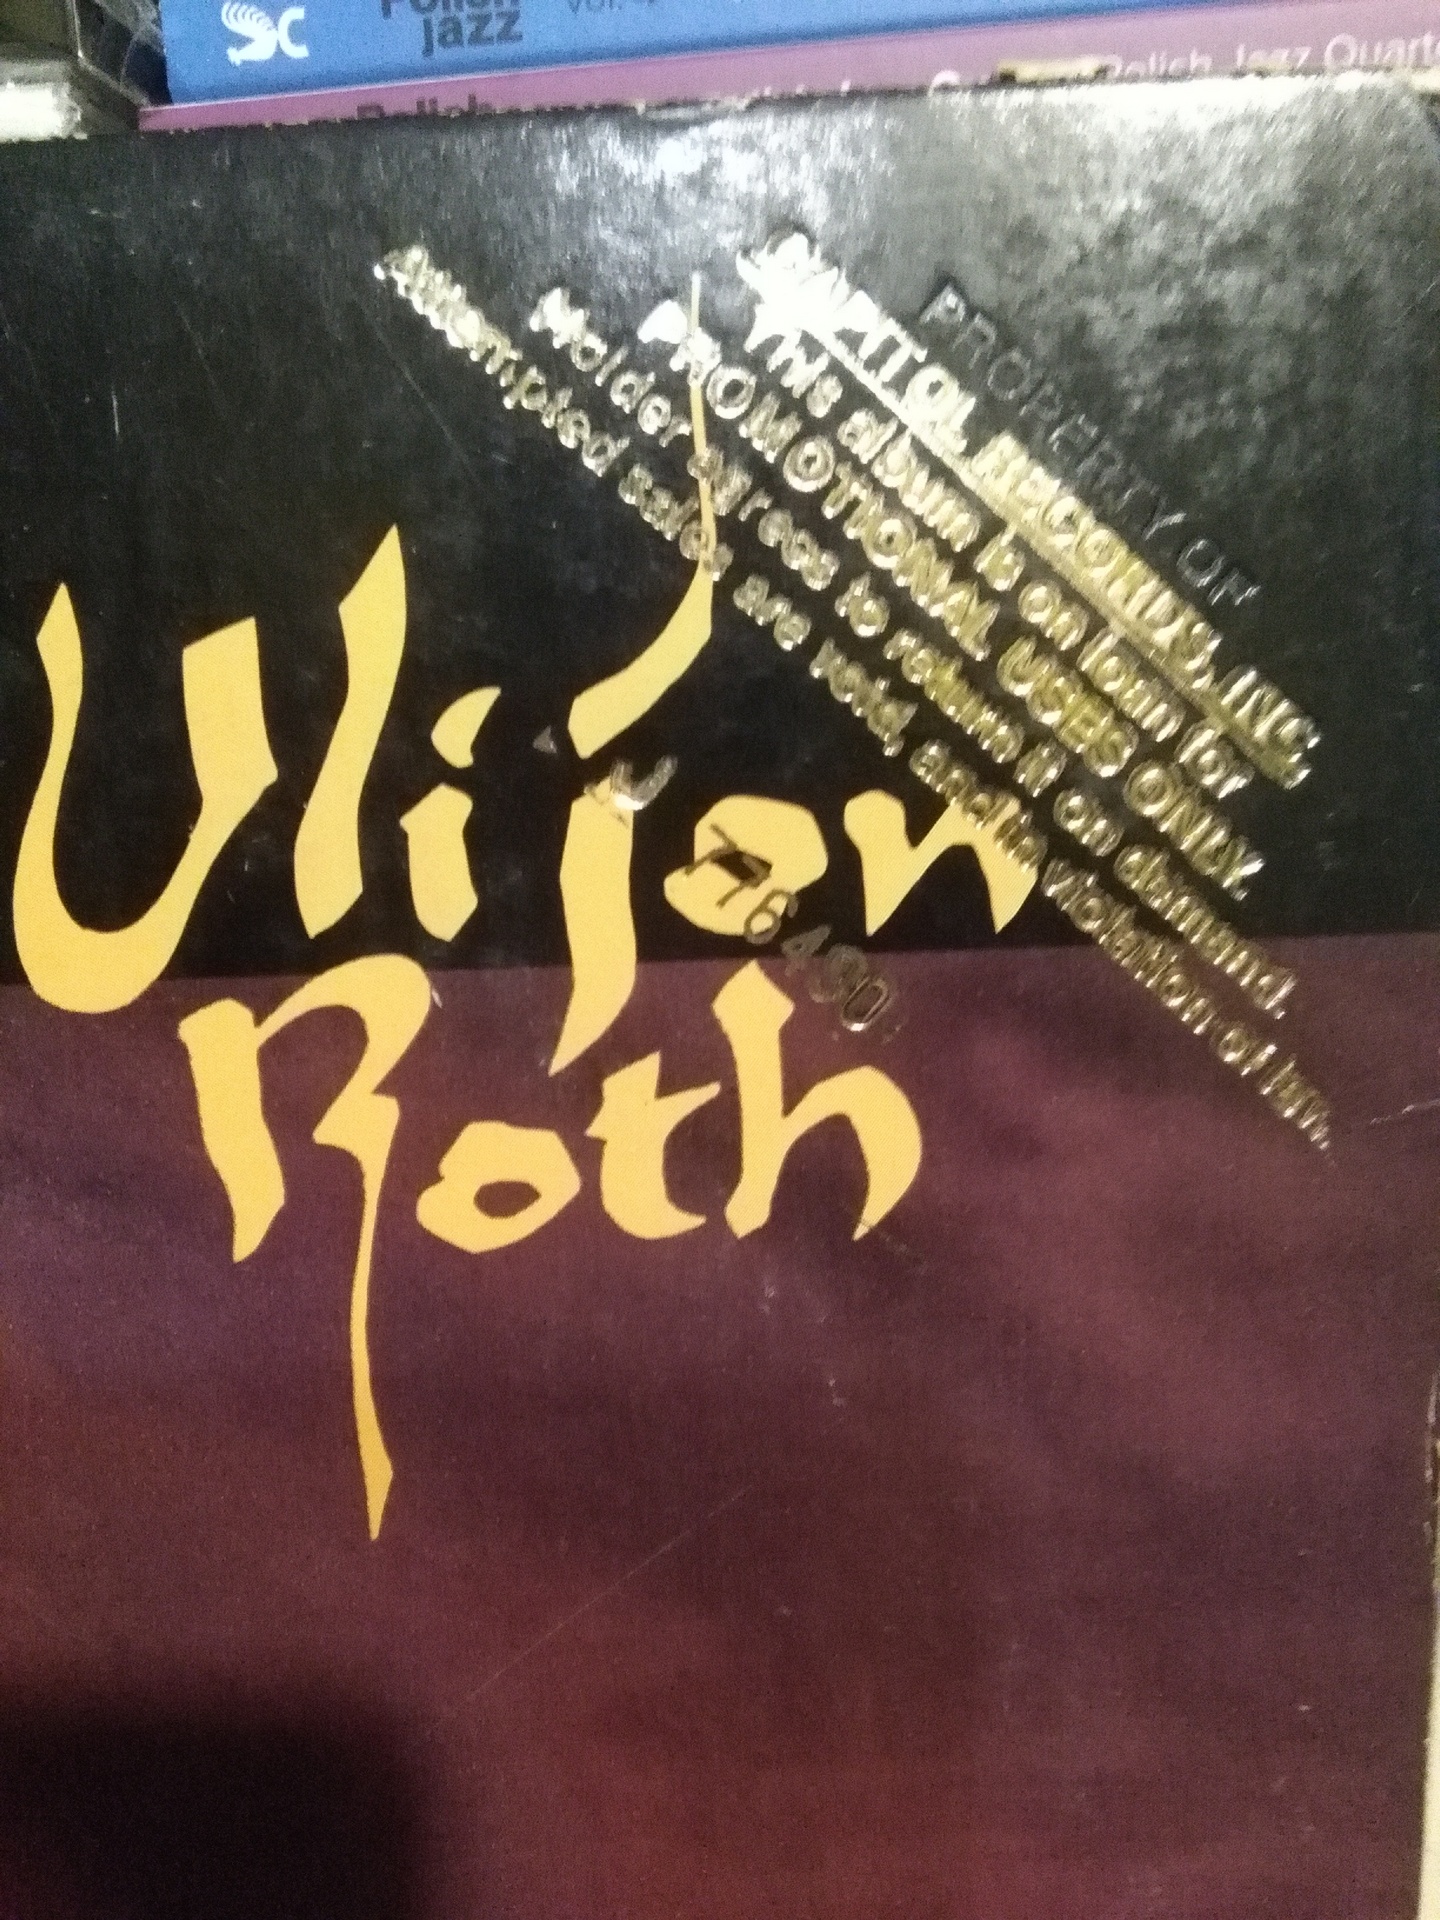 Polish
jazz
vol. 
Polish Jazz Quarte
PROPERTY OF
CAPITOL RECORDS, INC.
This album is on loan for
PROMOTIONAL USES ONLY.
Holder agrees to return it on demand.
Attempted sales are void, and in violation of law.
776490
Uli Jon
Roth